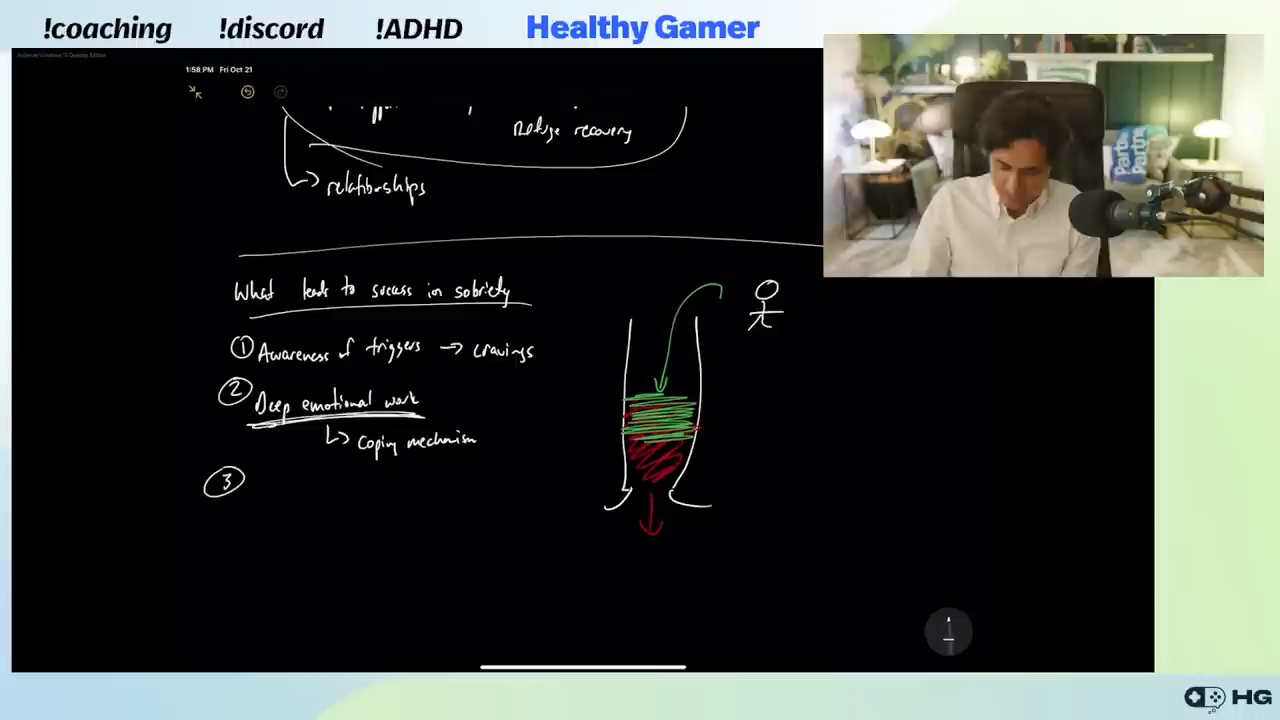 !coaching !discord !ADHD Healthy Gamer
1:58 PM Fri Oct 21
Refuge recovery
↳ relationships
What leads to success in sobriety
① Awareness of triggers → cravings
② Deep emotional work
↳ Coping mechanism
③
HG